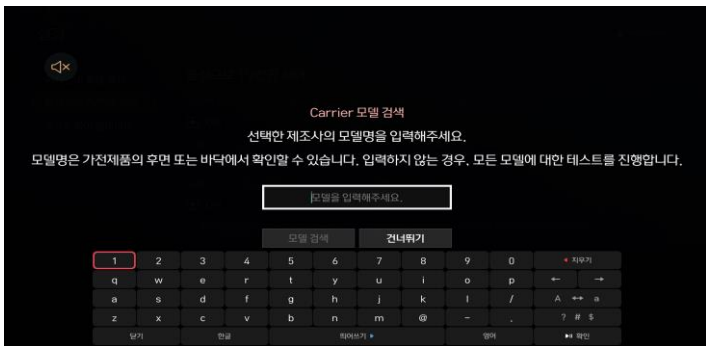 Carrier 모델 검색
선택한 제조사의 모델명을 입력해주세요.
모델명은 가전제품의 후면 또는 바닥에서 확인할 수 있습니다. 입력하지 않는 경우, 모든 모델에 대한 테스트를 진행합니다.
모델을 입력해주세요.
모델 검색 건너뛰기
1 2 3 4 5 6 7 8 9 0 ◂ 지우기
q w e r t y u i o p ← →
a s d f g h j k l / A ↔ a
z x c v b n m @ - . ? # $
닫기 한글 띄어쓰기 ▸ 영어 ▸ıı 확인